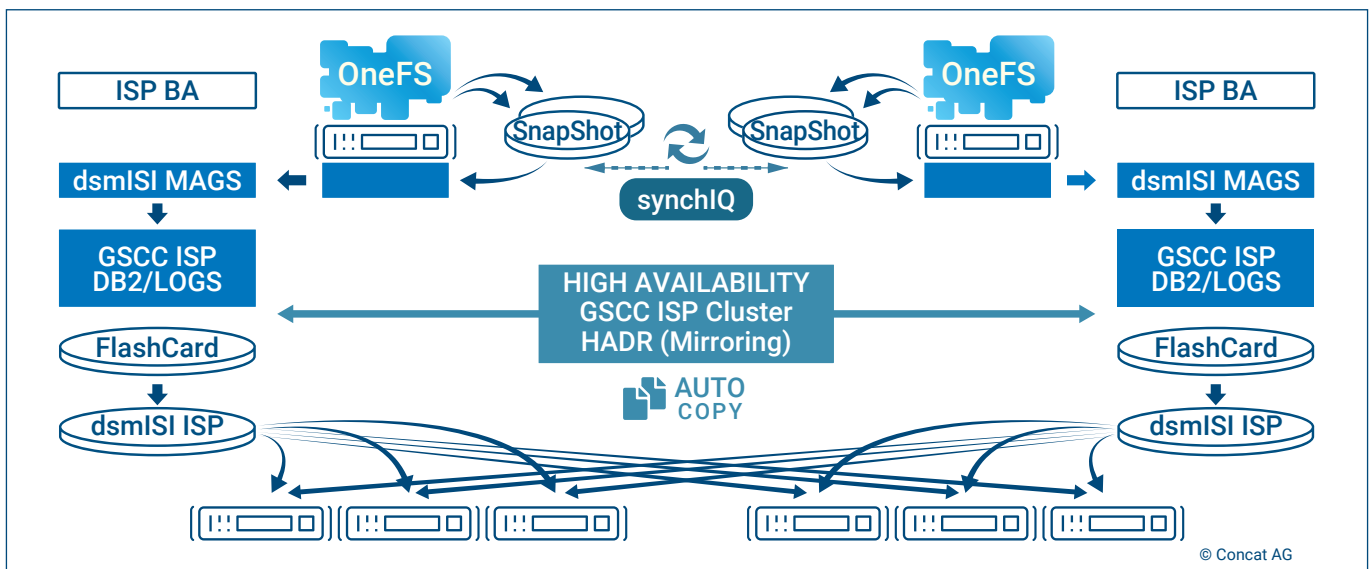 OneFS
OneFS
ISP BA
ISP BA
SnapShot
SnapShot
dsmISI MAGS
dsmISI MAGS
synchIQ
GSCC ISP
DB2/LOGS
GSCC ISP
DB2/LOGS
HIGH AVAILABILITY
GSCC ISP Cluster
HADR (Mirroring)
FlashCard
FlashCard
AUTO
COPY
dsmISI ISP
dsmISI ISP
© Concat AG